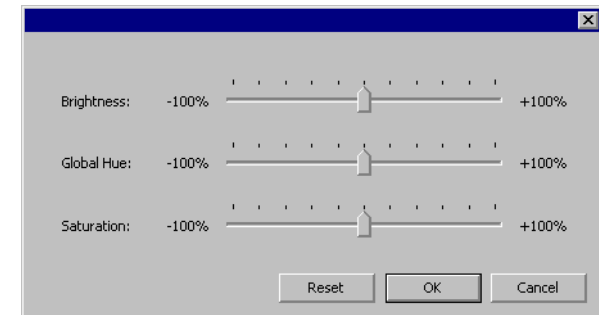 Brightness: -100% +100%
Global Hue: -100% +100%
Saturation: -100% +100%
Reset OK Cancel